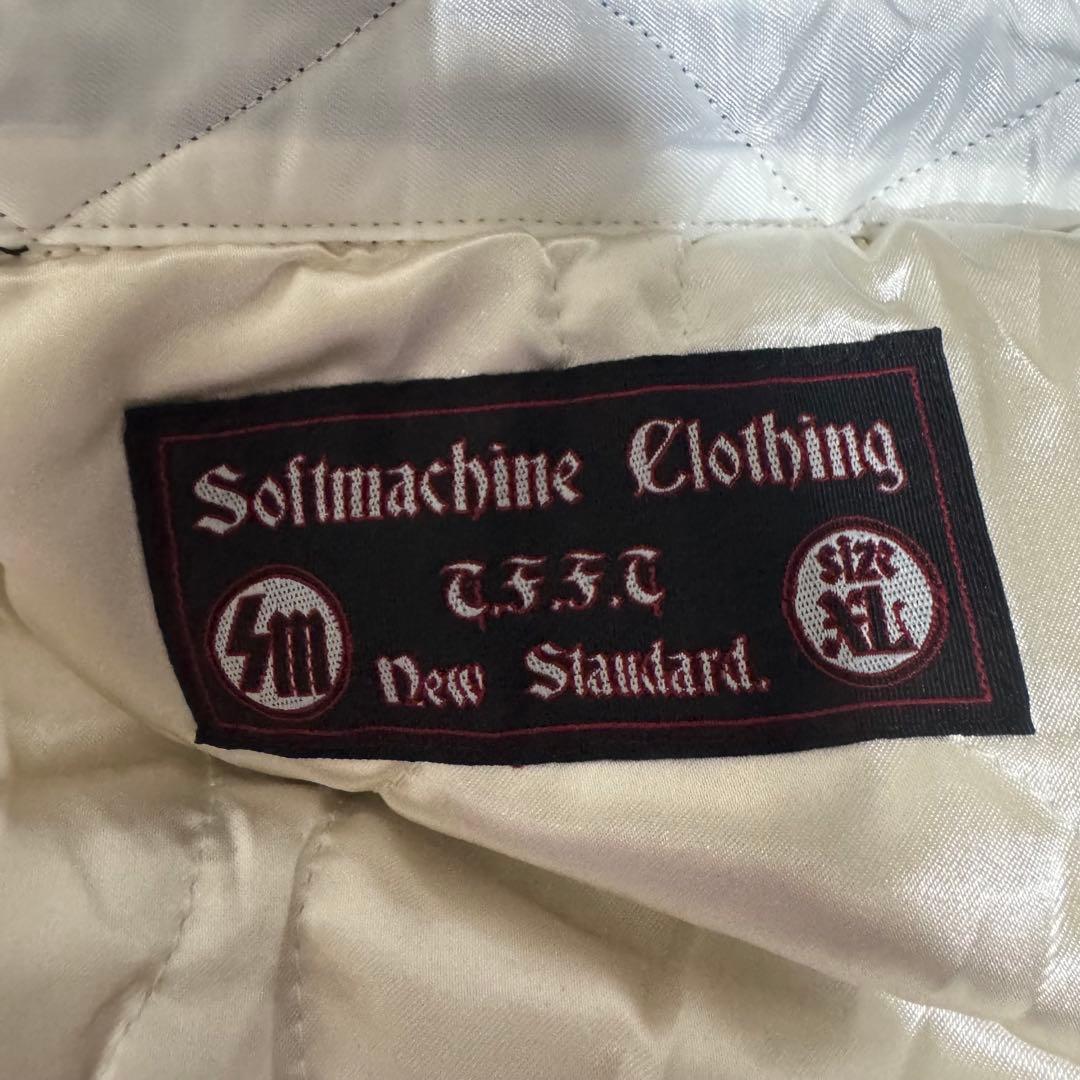 Softmachine Clothing
T.F.F.T
size
XL
SM
New Standard.